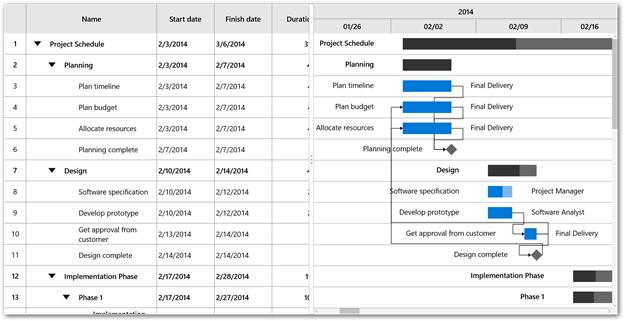 Name Start date Finish date Duratic
2014
01/26 02/02 02/09 02/16
1 Project Schedule 2/3/2014 3/6/2014 Project Schedule
2 Planning 2/3/2014 2/7/2014 Planning
3 Plan timeline 2/3/2014 2/7/2014 Plan timeline Final Delivery
4 Plan budget 2/3/2014 2/7/2014 Plan budget Final Delivery
5 Allocate resources 2/3/2014 2/7/2014 Allocate resources Final Delivery
6 Planning complete 2/7/2014 2/7/2014 Planning complete
7 Design 2/10/2014 2/14/2014 Design
8 Software specification 2/10/2014 2/12/2014 Software specification Project Manager
9 Develop prototype 2/10/2014 2/12/2014 Develop prototype Software Analyst
10 Get approval from 2/13/2014 2/14/2014 Get approval from customer Final Delivery
customer
11 Design complete 2/14/2014 2/14/2014 Design complete
12 Implementation Phase 2/17/2014 2/28/2014 Implementation Phase
13 Phase 1 2/17/2014 2/27/2014 10 Phase 1